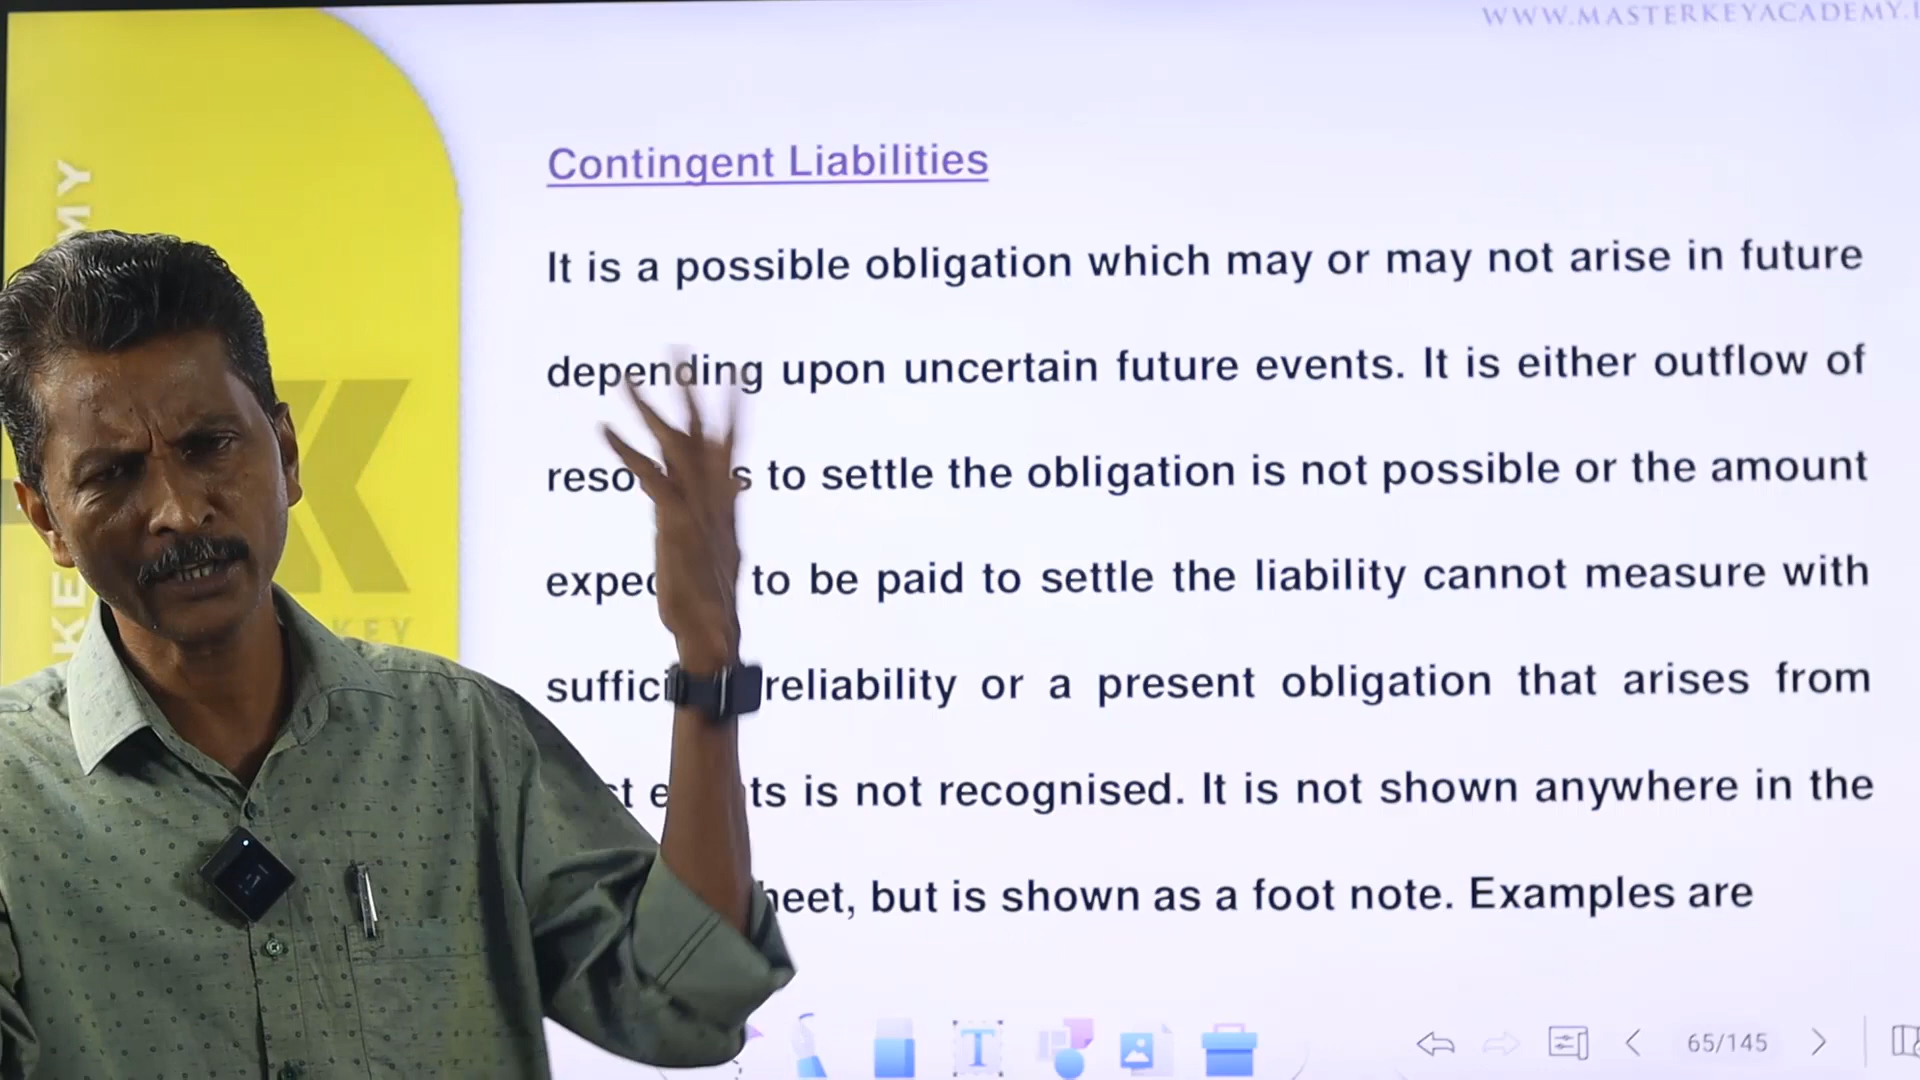 WWW.MASTERKEYACADEMY.I
Contingent Liabilities
It is a possible obligation which may or may not arise in future
depending upon uncertain future events. It is either outflow of
to settle the obligation is not possible or the amount
to be paid to settle the liability cannot measure with
reliability or a present obligation that arises from
is not recognised. It is not shown anywhere in the
but is shown as a foot note. Examples are
65/145